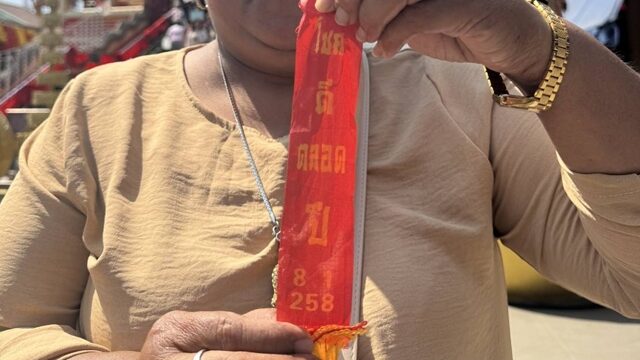 โชค
ดี
ตลอด
ปี
8 1
258